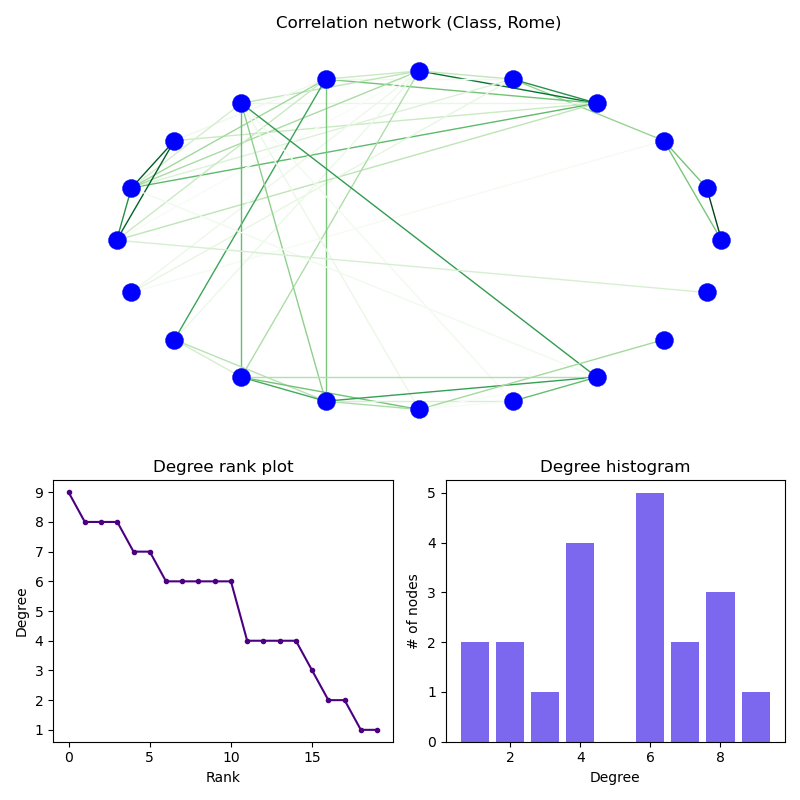 Correlation network (Class, Rome)
Degree rank plot
Degree
9
8
7
6
5
4
3
2
1
0 5 10 15
Rank
Degree histogram
# of nodes
5
4
3
2
1
0
2 4 6 8
Degree